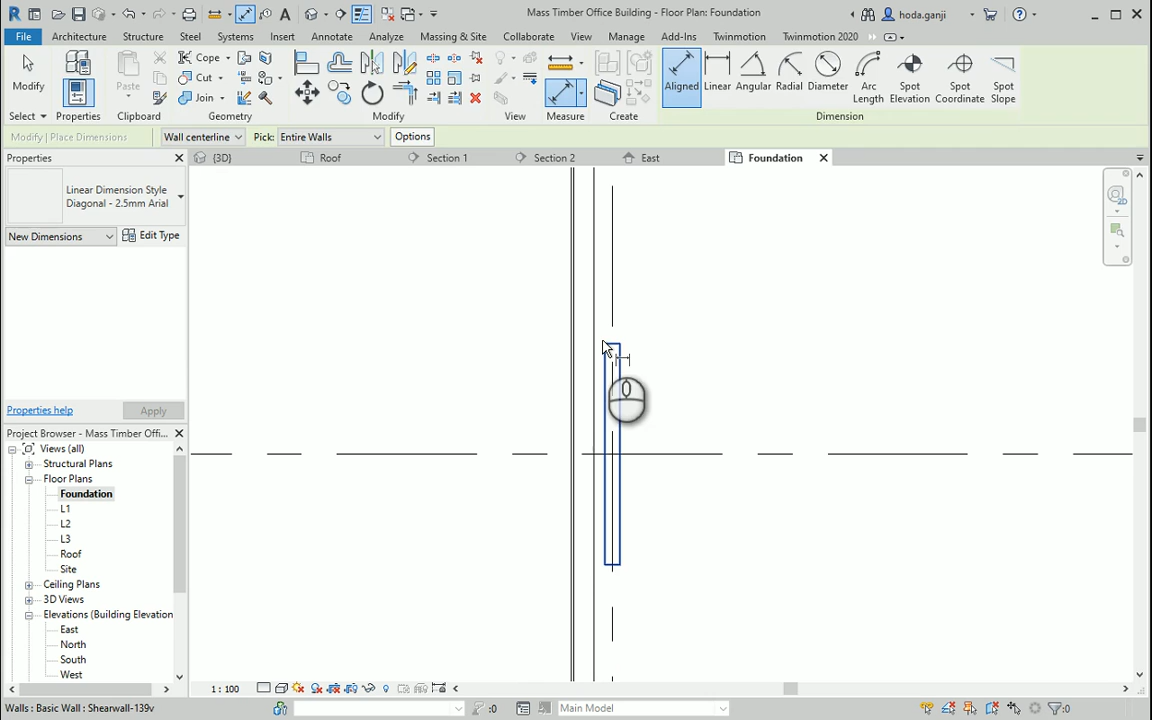 Mass Timber Office Building - Floor Plan: Foundation
hoda.ganji
File Architecture Structure Steel Systems Insert Annotate Analyze Massing & Site Collaborate View Manage Add-Ins Twinmotion Twinmotion 2020
Modify Paste Cope Cut Join Aligned Linear Angular Radial Diameter Arc Length Spot Elevation Spot Coordinate Spot Slope
Select Properties Clipboard Geometry Modify View Measure Create Dimension
Modify | Place Dimensions Wall centerline Pick: Entire Walls Options
Properties
{3D} Roof Section 1 Section 2 East Foundation
Linear Dimension Style
Diagonal - 2.5mm Arial
New Dimensions Edit Type
Properties help Apply
Project Browser - Mass Timber Offi...
Views (all)
Structural Plans
Floor Plans
Foundation
L1
L2
L3
Roof
Site
Ceiling Plans
3D Views
Elevations (Building Elevation
East
North
South
West
1 : 100
Walls : Basic Wall : Shearwall-139v
:0
Main Model
:0